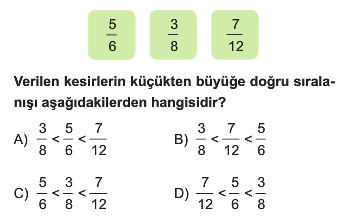 5/6 3/8 7/12
Verilen kesirlerin küçükten büyüğe doğru sırala-
nışı aşağıdakilerden hangisidir?
A) 3/8 < 5/6 < 7/12 B) 3/8 < 7/12 < 5/6
C) 5/6 < 3/8 < 7/12 D) 7/12 < 5/6 < 3/8